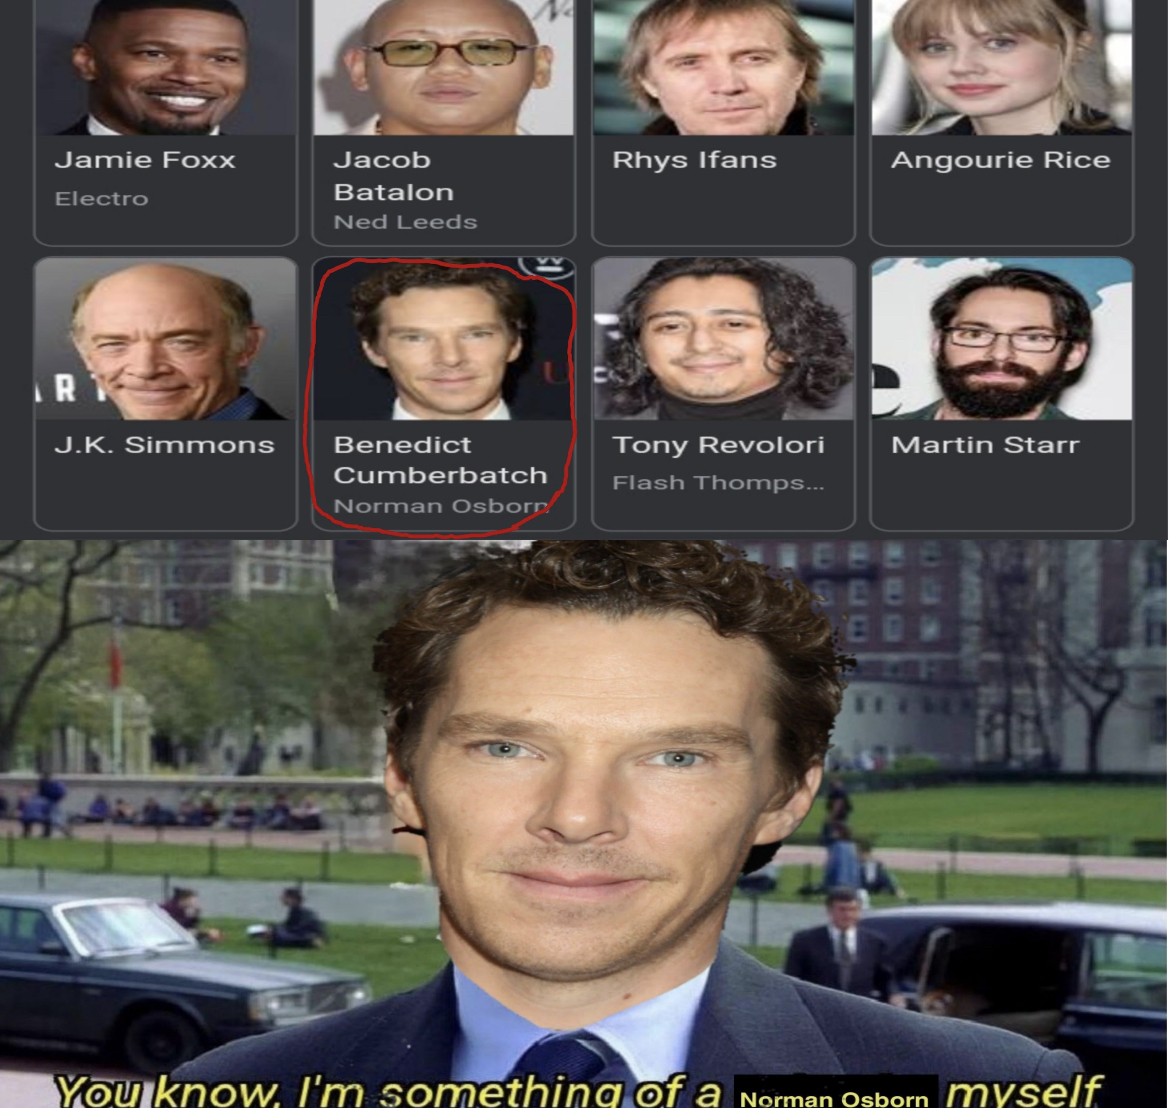 Jamie Foxx
Electro
Jacob
Batalon
Ned Leeds
Rhys Ifans
Angourie Rice
J.K. Simmons
Benedict
Cumberbatch
Norman Osborn
Tony Revolori
Flash Thomps...
Martin Starr
You know, I'm something of a Norman Osborn myself